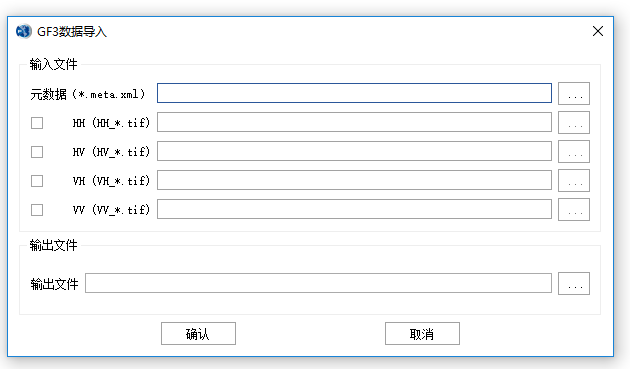 GF3数据导入
输入文件
元数据（*.meta.xml） ...
HH（HH_*.tif） ...
HV（HV_*.tif） ...
VH（VH_*.tif） ...
VV（VV_*.tif） ...
输出文件
输出文件 ...
确认 取消